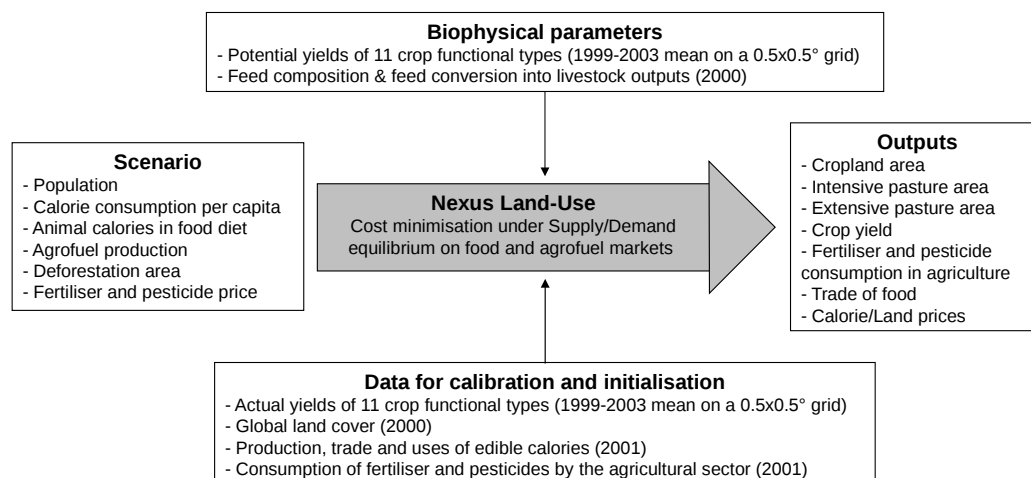 Biophysical parameters
- Potential yields of 11 crop functional types (1999-2003 mean on a 0.5x0.5° grid)
- Feed composition & feed conversion into livestock outputs (2000)
Scenario
- Population
- Calorie consumption per capita
- Animal calories in food diet
- Agrofuel production
- Deforestation area
- Fertiliser and pesticide price
Nexus Land-Use
Cost minimisation under Supply/Demand
equilibrium on food and agrofuel markets
Outputs
- Cropland area
- Intensive pasture area
- Extensive pasture area
- Crop yield
- Fertiliser and pesticide
consumption in agriculture
- Trade of food
- Calorie/Land prices
Data for calibration and initialisation
- Actual yields of 11 crop functional types (1999-2003 mean on a 0.5x0.5° grid)
- Global land cover (2000)
- Production, trade and uses of edible calories (2001)
- Consumption of fertiliser and pesticides by the agricultural sector (2001)